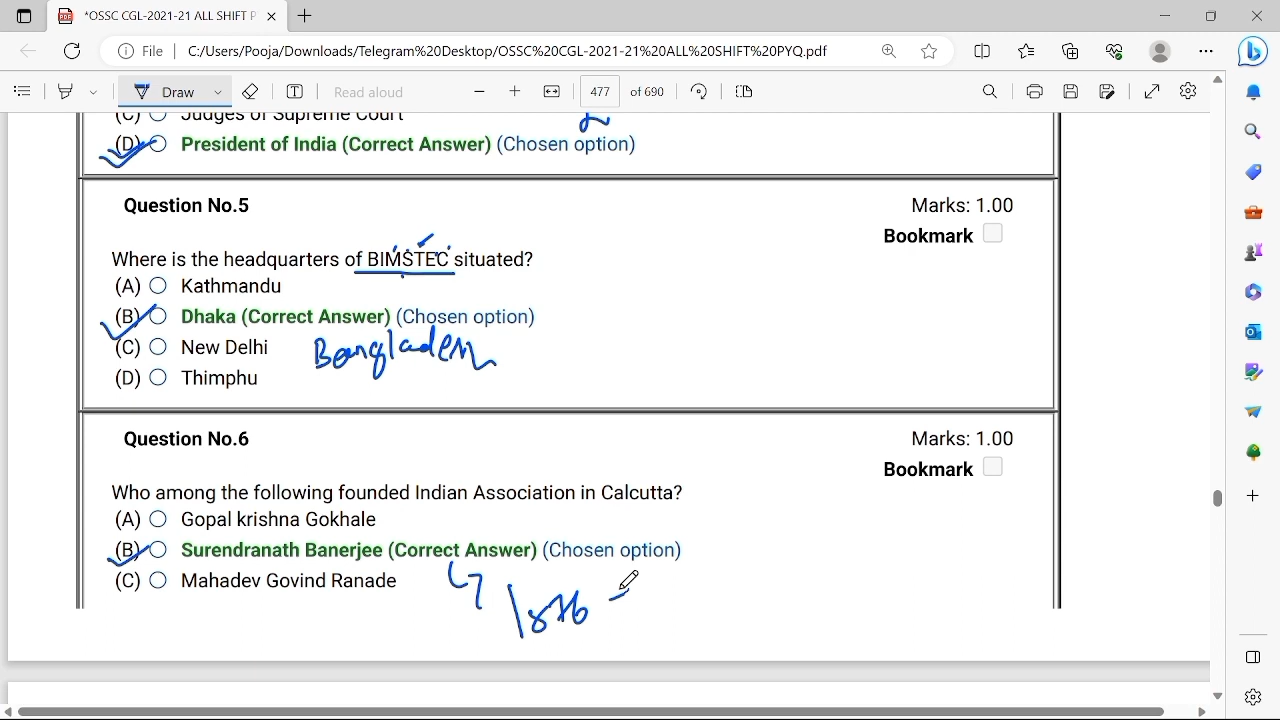 *OSSC CGL-2021-21 ALL SHIFT P
File
C:/Users/Pooja/Downloads/Telegram%20Desktop/OSSC%20CGL-2021-21%20ALL%20SHIFT%20PYQ.pdf
Draw
Read aloud
477 of 690
(C) Judges of Supreme Court
(D) President of India (Correct Answer) (Chosen option)
Question No.5 Marks: 1.00
Bookmark
Where is the headquarters of BIMSTEC situated?
(A) Kathmandu
(B) Dhaka (Correct Answer) (Chosen option)
(C) New Delhi
Bangladesh
(D) Thimphu
Question No.6 Marks: 1.00
Bookmark
Who among the following founded Indian Association in Calcutta?
(A) Gopal krishna Gokhale
(B) Surendranath Banerjee (Correct Answer) (Chosen option)
(C) Mahadev Govind Ranade
1876